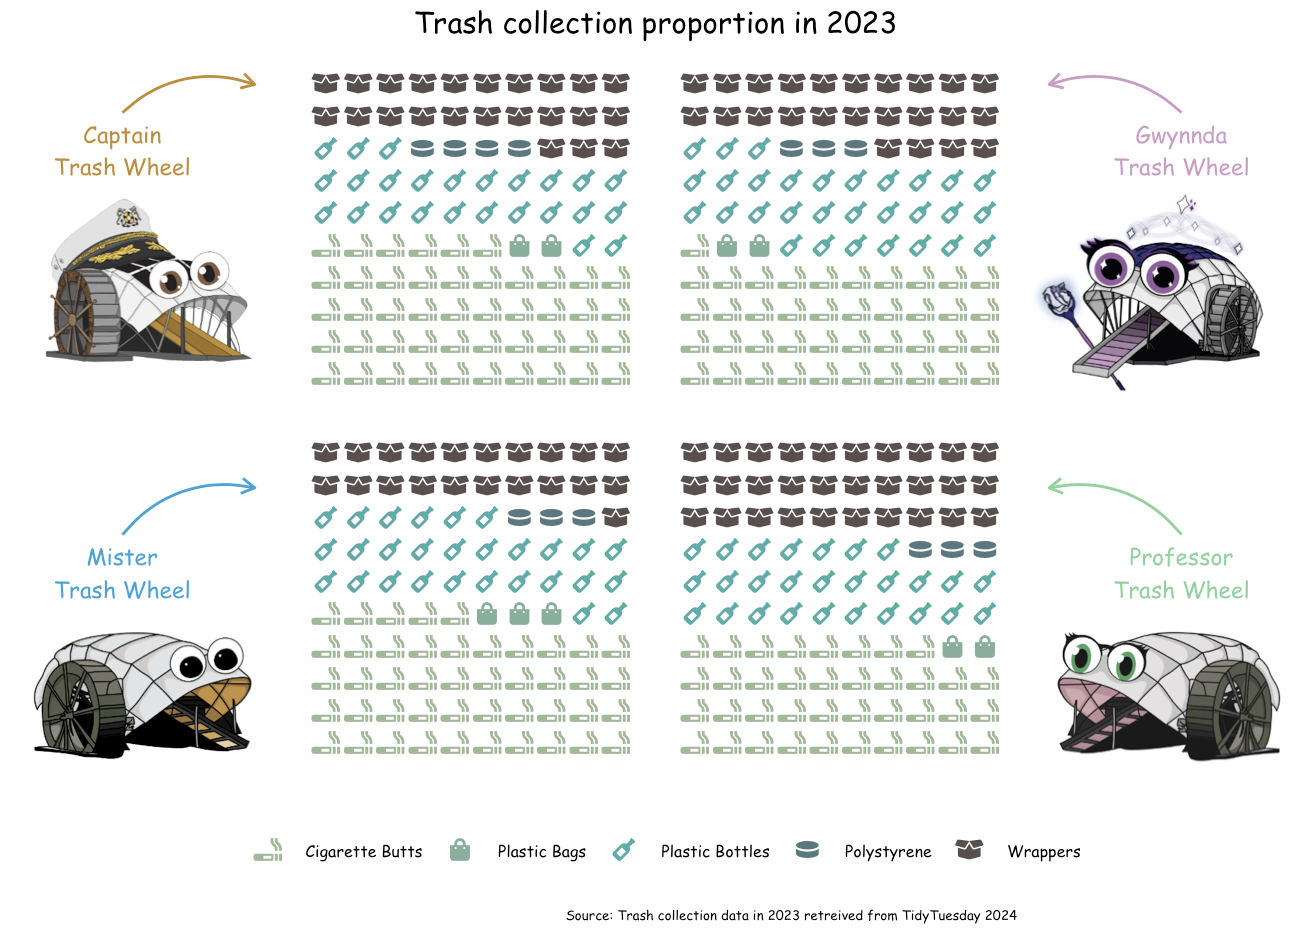 Trash collection proportion in 2023
Captain
Trash Wheel
Gwynnda
Trash Wheel
Mister
Trash Wheel
Professor
Trash Wheel
Cigarette Butts
Plastic Bags
Plastic Bottles
Polystyrene
Wrappers
Source: Trash collection data in 2023 retreived from TidyTuesday 2024